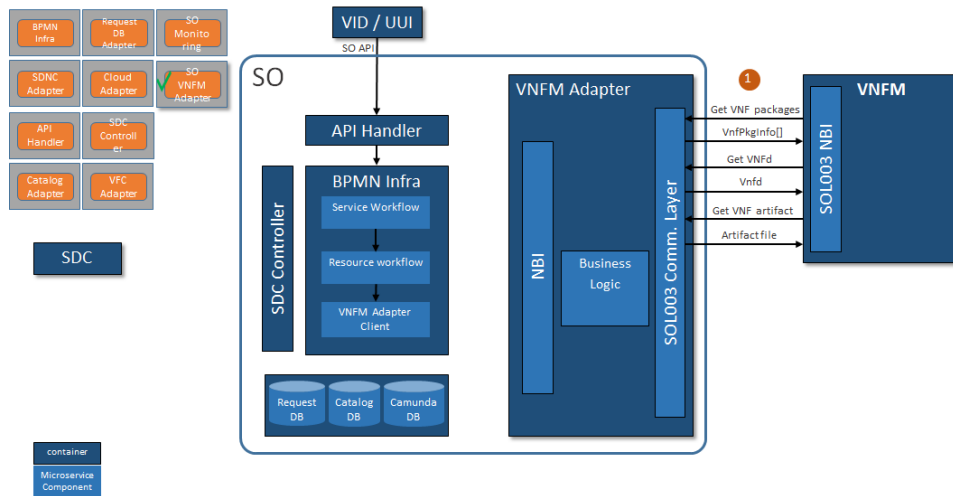 BPMN
Infra
Request
DB
Adapter
SO
Monito
ring
SDNC
Adapter
Cloud
Adapter
SO
VNFM
Adapter
API
Handler
SDC
Controll
er
Catalog
Adapter
VFC
Adapter
SDC
container
Microservice
Component
VID / UUI
SO API
SO
API Handler
SDC Controller
BPMN Infra
Service Workflow
Resource workflow
VNFM Adapter
Client
Request
DB
Catalog
DB
Camunda
DB
VNFM Adapter
NBI
Business
Logic
SOL003 Comm. Layer
1
Get VNF packages
VnfPkgInfo[]
Get VNFd
Vnfd
Get VNF artifact
Artifact file
VNFM
SOL003 NBI